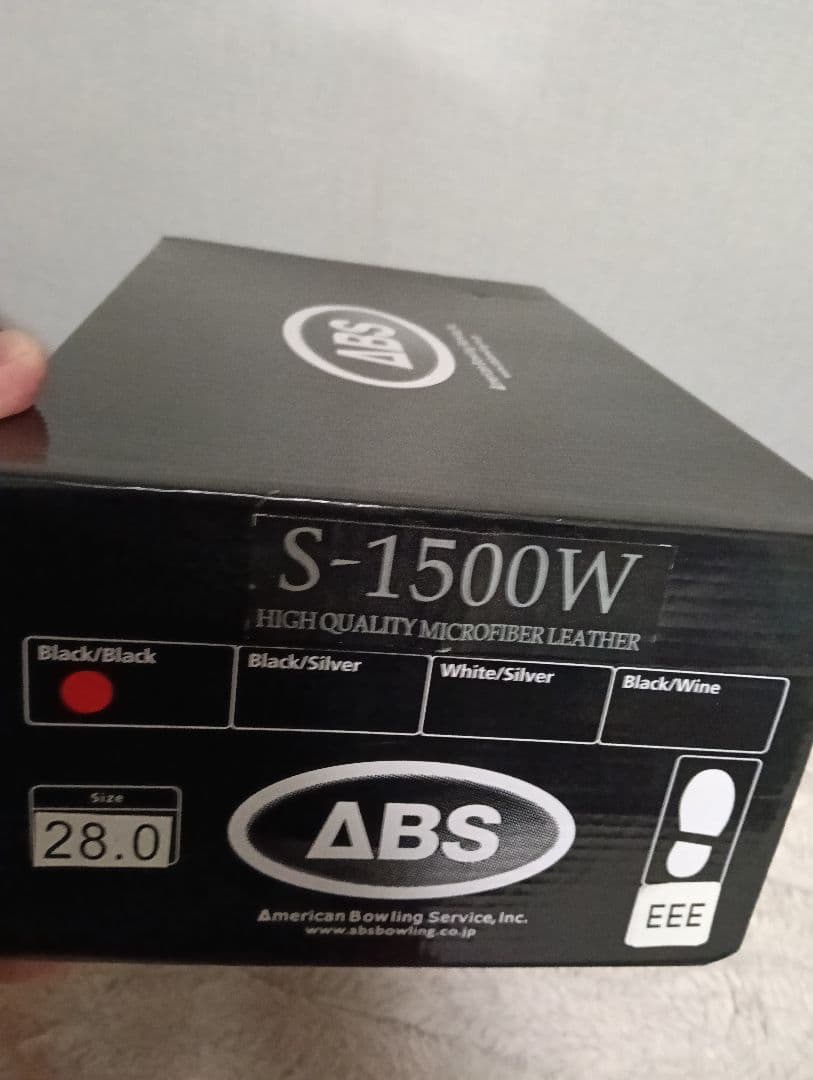 ABS
S-1500W
HIGH QUALITY MICROFIBER LEATHER
Black/Black
Black/Silver
White/Silver
Black/Wine
Size
28.0
ABS
American Bowling Service, Inc.
www.absbowling.co.jp
EEE